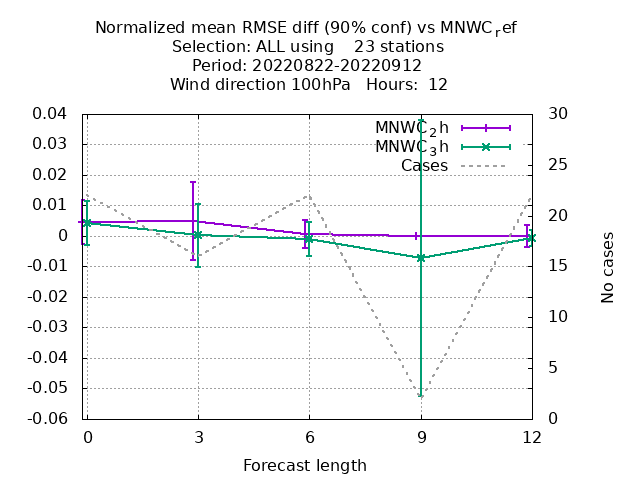 Normalized mean RMSE diff (90% conf) vs MNWC_ref
Selection: ALL using    23 stations
Period: 20220822-20220912
Wind direction 100hPa   Hours:  12
MNWC_2h
MNWC_3h
Cases
0.04
0.03
0.02
0.01
0
-0.01
-0.02
-0.03
-0.04
-0.05
-0.06
30
25
20
15
10
5
0
No cases
0
3
6
9
12
Forecast length